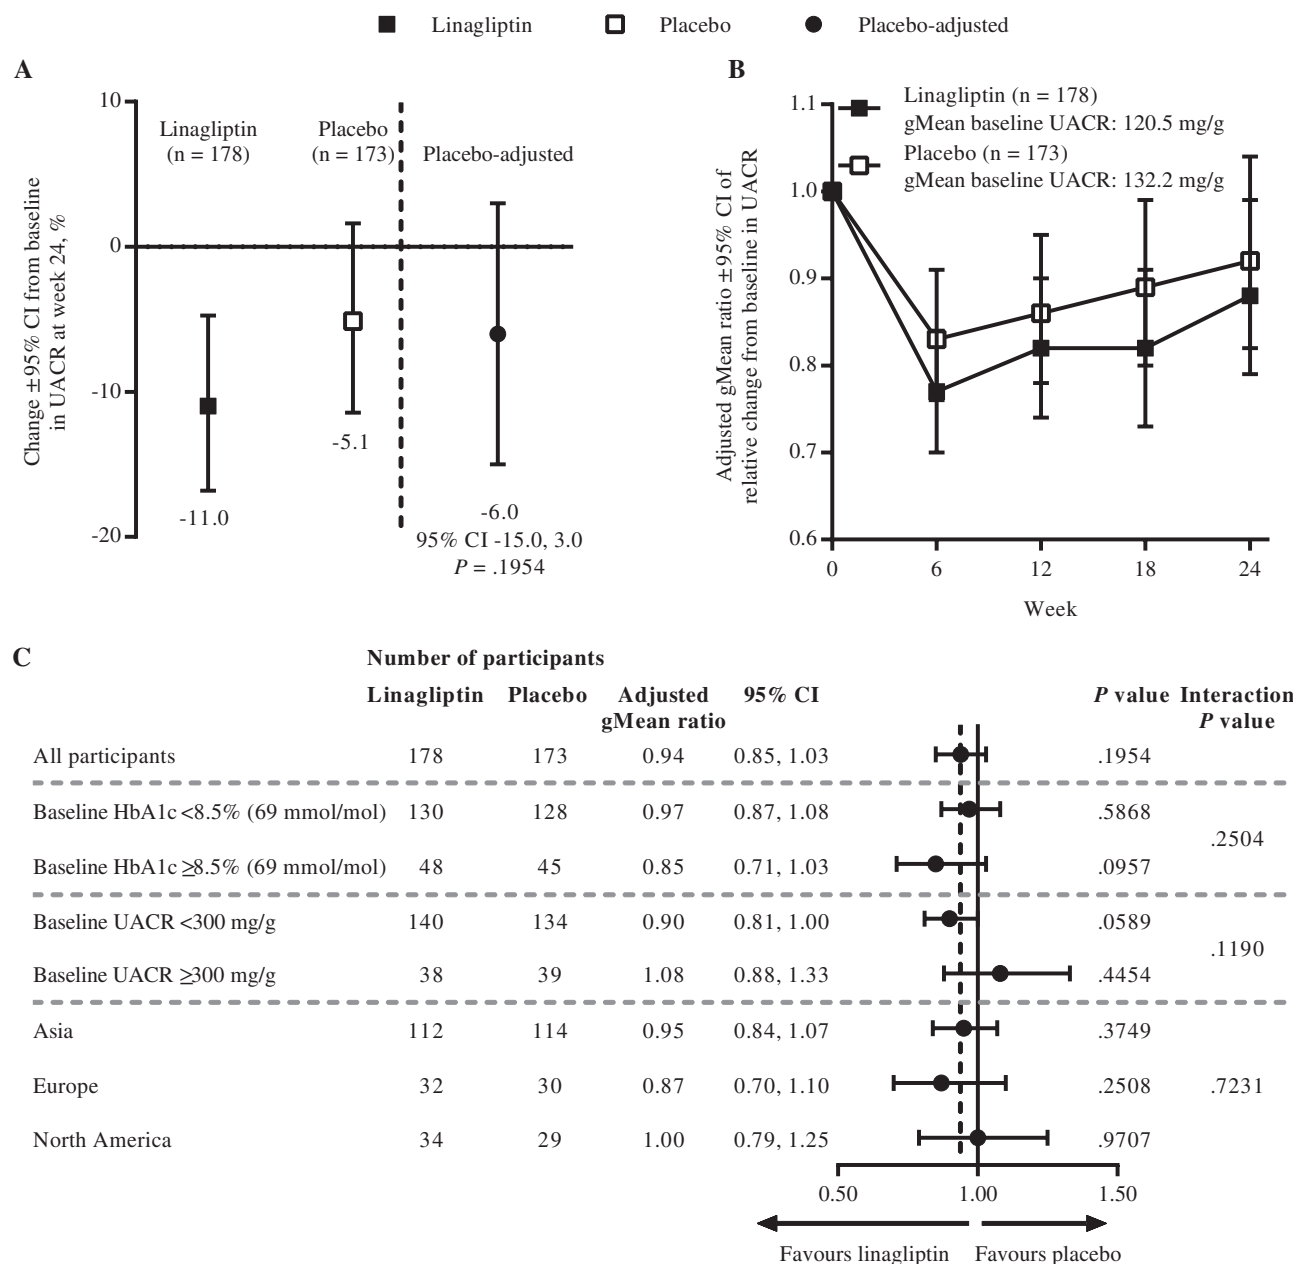 Linagliptin Placebo Placebo-adjusted
A
10
0
-10
-20
Change ±95% CI from baseline
in UACR at week 24, %
Linagliptin
(n = 178)
Placebo
(n = 173)
Placebo-adjusted
-11.0
-5.1
-6.0
95% CI -15.0, 3.0
P = .1954
B
1.1
1.0
0.9
0.8
0.7
0.6
Adjusted gMean ratio ±95% CI of
relative change from baseline in UACR
Linagliptin (n = 178)
gMean baseline UACR: 120.5 mg/g
Placebo (n = 173)
gMean baseline UACR: 132.2 mg/g
0 6 12 18 24
Week
C
Number of participants
Linagliptin Placebo Adjusted 95% CI P value Interaction
gMean ratio P value
All participants 178 173 0.94 0.85, 1.03 .1954
Baseline HbA1c <8.5% (69 mmol/mol) 130 128 0.97 0.87, 1.08 .5868
.2504
Baseline HbA1c ≥8.5% (69 mmol/mol) 48 45 0.85 0.71, 1.03 .0957
Baseline UACR <300 mg/g 140 134 0.90 0.81, 1.00 .0589
.1190
Baseline UACR ≥300 mg/g 38 39 1.08 0.88, 1.33 .4454
Asia 112 114 0.95 0.84, 1.07 .3749
Europe 32 30 0.87 0.70, 1.10 .2508 .7231
North America 34 29 1.00 0.79, 1.25 .9707
0.50 1.00 1.50
Favours linagliptin Favours placebo